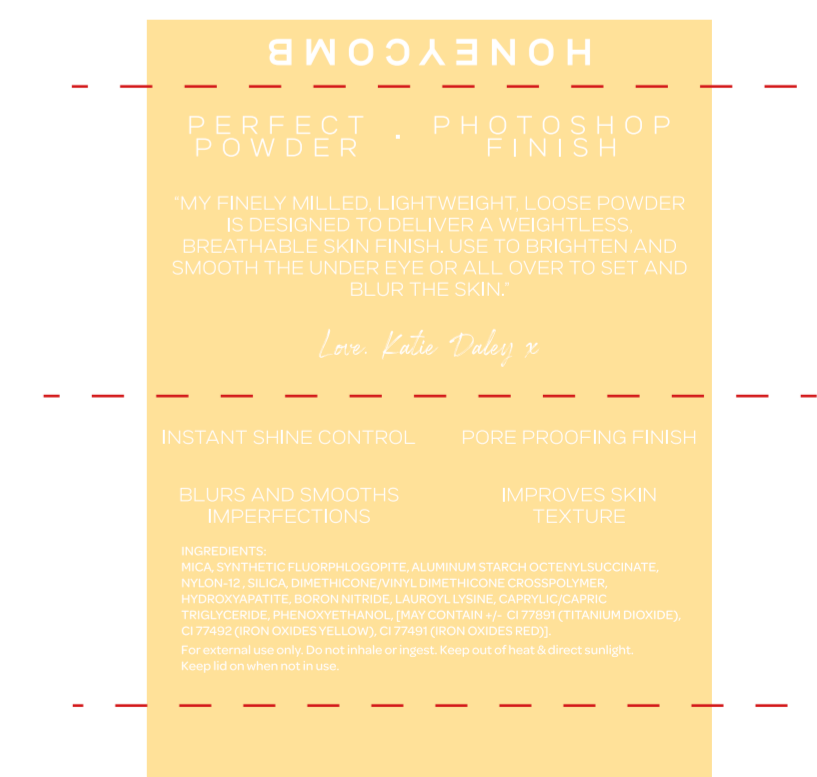 HONEYCOMB
PERFECT POWDER . PHOTOSHOP FINISH
"MY FINELY MILLED, LIGHTWEIGHT, LOOSE POWDER
IS DESIGNED TO DELIVER A WEIGHTLESS,
BREATHABLE SKIN FINISH. USE TO BRIGHTEN AND
SMOOTH THE UNDER EYE OR ALL OVER TO SET AND
BLUR THE SKIN."
Love, Katie Daley x
INSTANT SHINE CONTROL
PORE PROOFING FINISH
BLURS AND SMOOTHS
IMPERFECTIONS
IMPROVES SKIN
TEXTURE
INGREDIENTS:
MICA, SYNTHETIC FLUORPHLOGOPITE, ALUMINUM STARCH OCTENYLSUCCINATE,
NYLON-12 , SILICA, DIMETHICONE/VINYL DIMETHICONE CROSSPOLYMER,
HYDROXYAPATITE, BORON NITRIDE, LAUROYL LYSINE, CAPRYLIC/CAPRIC
TRIGLYCERIDE, PHENOXYETHANOL, [MAY CONTAIN +/- CI 77891 (TITANIUM DIOXIDE),
CI 77492 (IRON OXIDES YELLOW), CI 77491 (IRON OXIDES RED)].
For external use only. Do not inhale or ingest. Keep out of heat & direct sunlight.
Keep lid on when not in use.